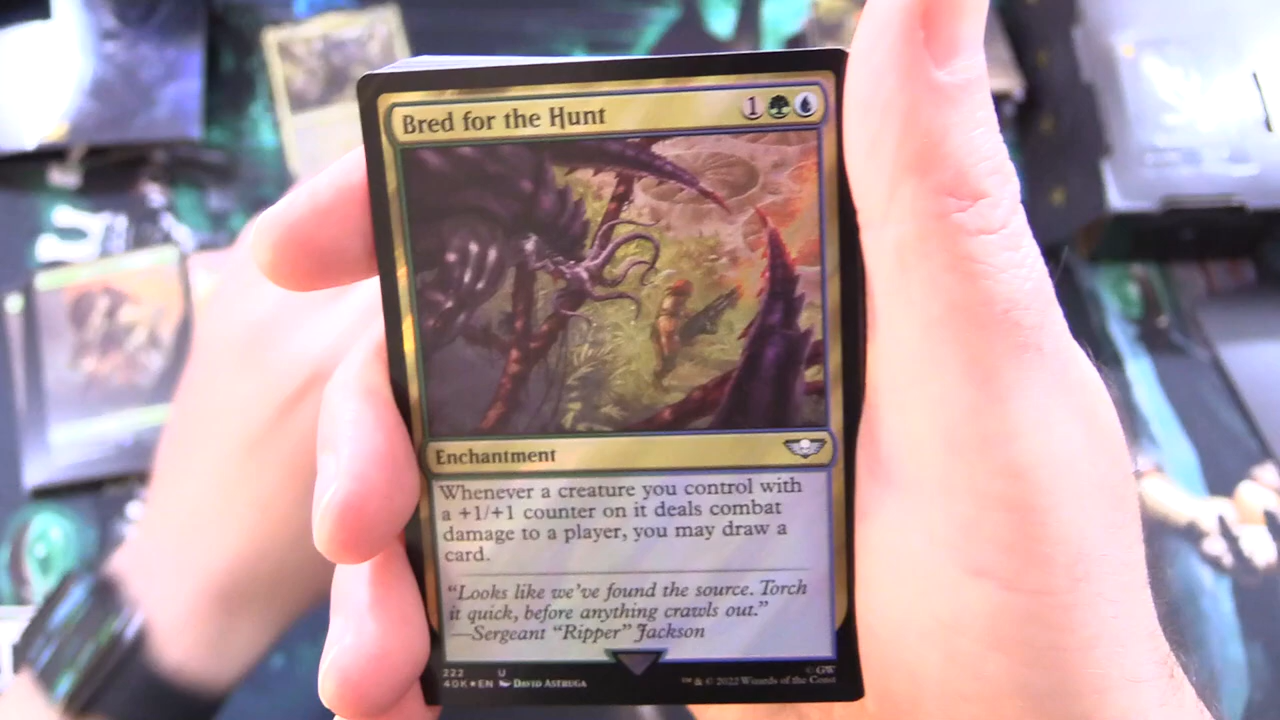 Bred for the Hunt 1
Enchantment
Whenever a creature you control with
a +1/+1 counter on it deals combat
damage to a player, you may draw a
card.
“Looks like we’ve found the source. Torch
it quick, before anything crawls out.”
—Sergeant “Ripper” Jackson
222 U
40K★EN David Astruga
© GW
™ & © 2022 Wizards of the Coast